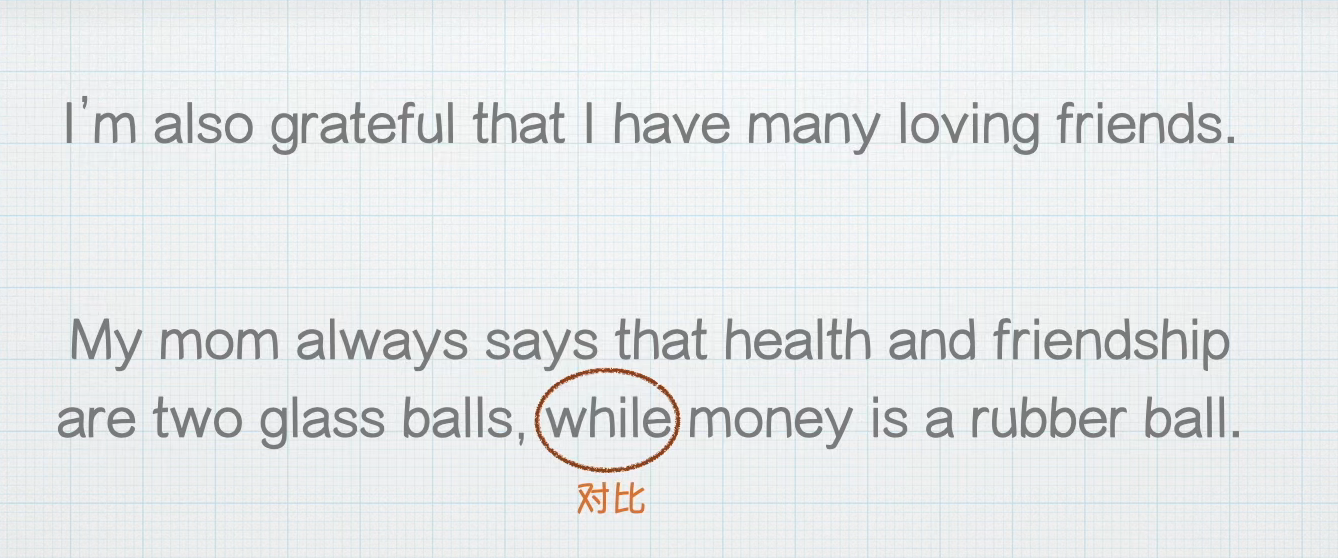 I'm also grateful that I have many loving friends.
My mom always says that health and friendship
are two glass balls, while money is a rubber ball.
对比